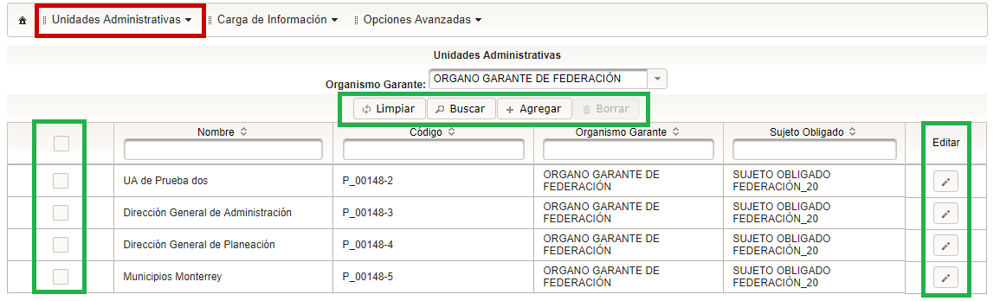 Unidades Administrativas Carga de Información Opciones Avanzadas
Unidades Administrativas
Organismo Garante: ORGANO GARANTE DE FEDERACIÓN
Limpiar Buscar Agregar Borrar
Nombre Código Organismo Garante Sujeto Obligado Editar
UA de Prueba dos P_00148-2 ORGANO GARANTE DE SUJETO OBLIGADO
FEDERACIÓN FEDERACIÓN_20
Dirección General de Administración P_00148-3 ORGANO GARANTE DE SUJETO OBLIGADO
FEDERACIÓN FEDERACIÓN_20
Dirección General de Planeación P_00148-4 ORGANO GARANTE DE SUJETO OBLIGADO
FEDERACIÓN FEDERACIÓN_20
Municipios Monterrey P_00148-5 ORGANO GARANTE DE SUJETO OBLIGADO
FEDERACIÓN FEDERACIÓN_20